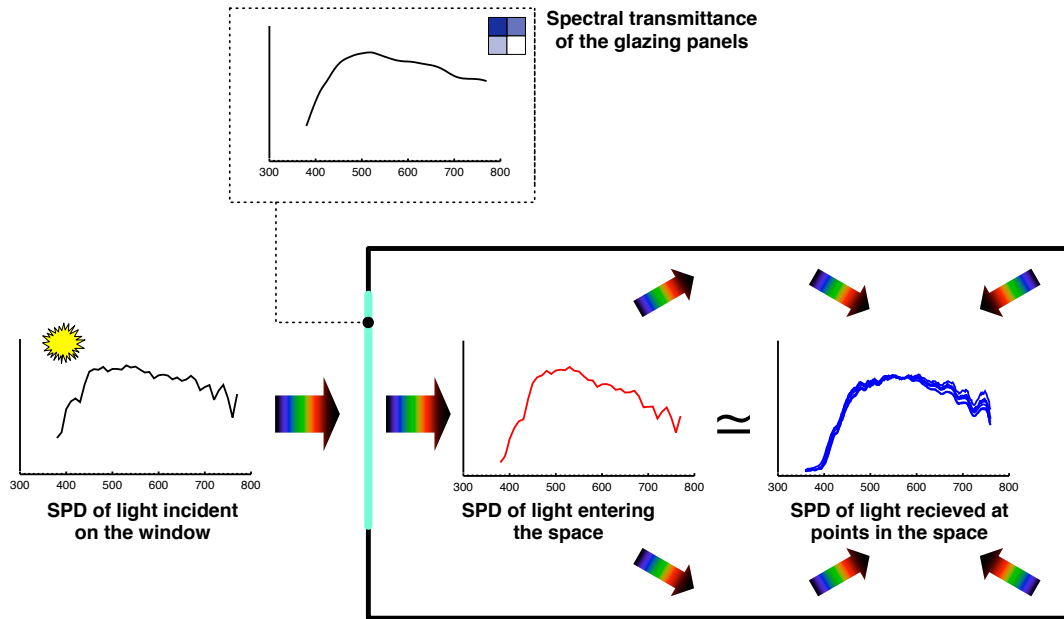 Spectral transmittance
of the glazing panels
300 400 500 600 700 800
300 400 500 600 700 800
SPD of light incident
on the window
300 400 500 600 700 800
SPD of light entering
the space
≃
300 400 500 600 700 800
SPD of light recieved at
points in the space